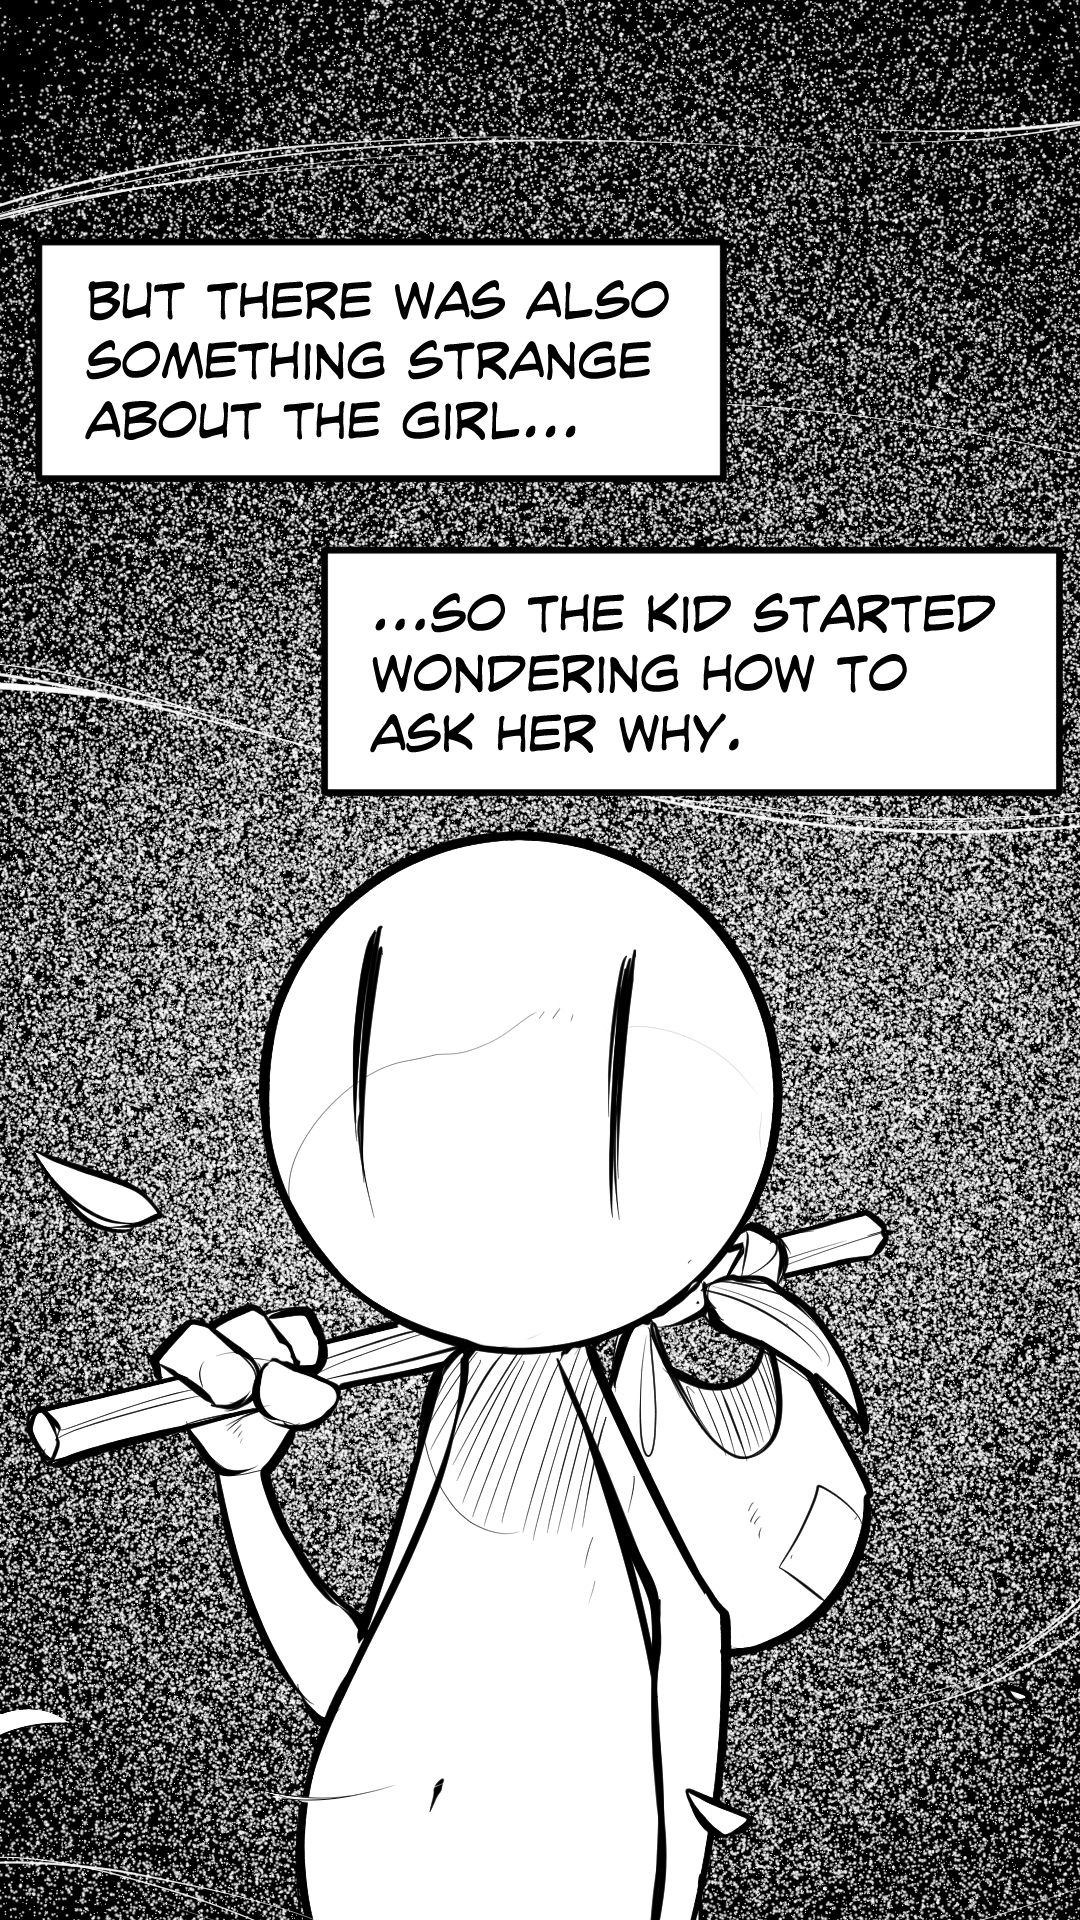 BUT THERE WAS ALSO
SOMETHING STRANGE
ABOUT THE GIRL...
...SO THE KID STARTED
WONDERING HOW TO
ASK HER WHY.